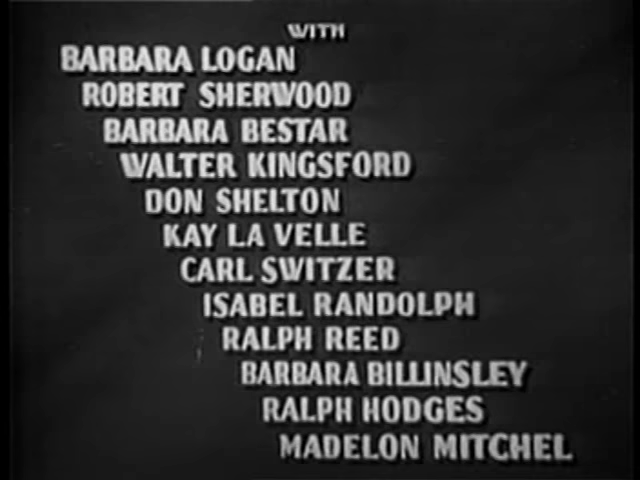 WITH
BARBARA LOGAN
ROBERT SHERWOOD
BARBARA BESTAR
WALTER KINGSFORD
DON SHELTON
KAY LA VELLE
CARL SWITZER
ISABEL RANDOLPH
RALPH REED
BARBARA BILLINSLEY
RALPH HODGES
MADELON MITCHEL